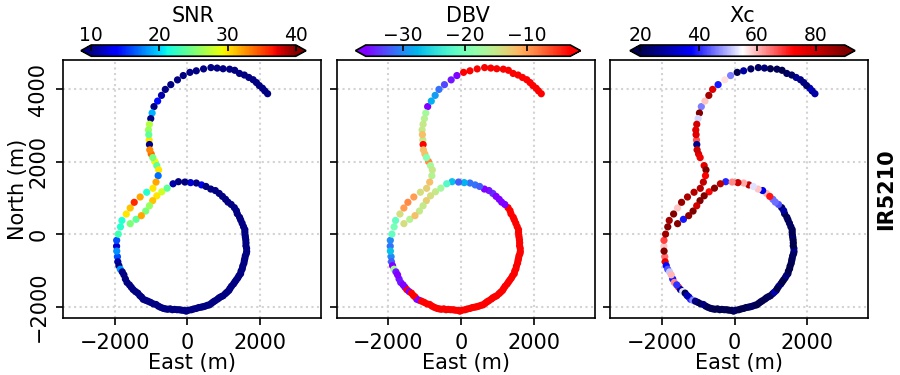 SNR DBV Xc
10 20 30 40 −30 −20 −10 20 40 60 80
4000
2000
0
−2000
North (m)
IR5210
−2000 0 2000 −2000 0 2000 −2000 0 2000
East (m) East (m) East (m)